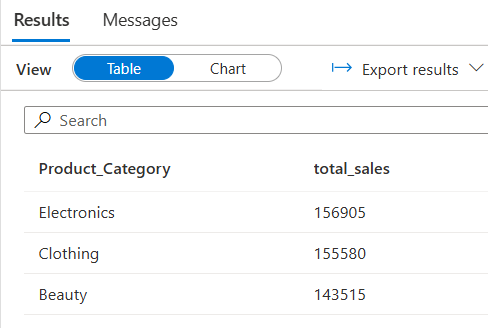 Results Messages
View Table Chart Export results
Search
Product_Category total_sales
Electronics 156905
Clothing 155580
Beauty 143515